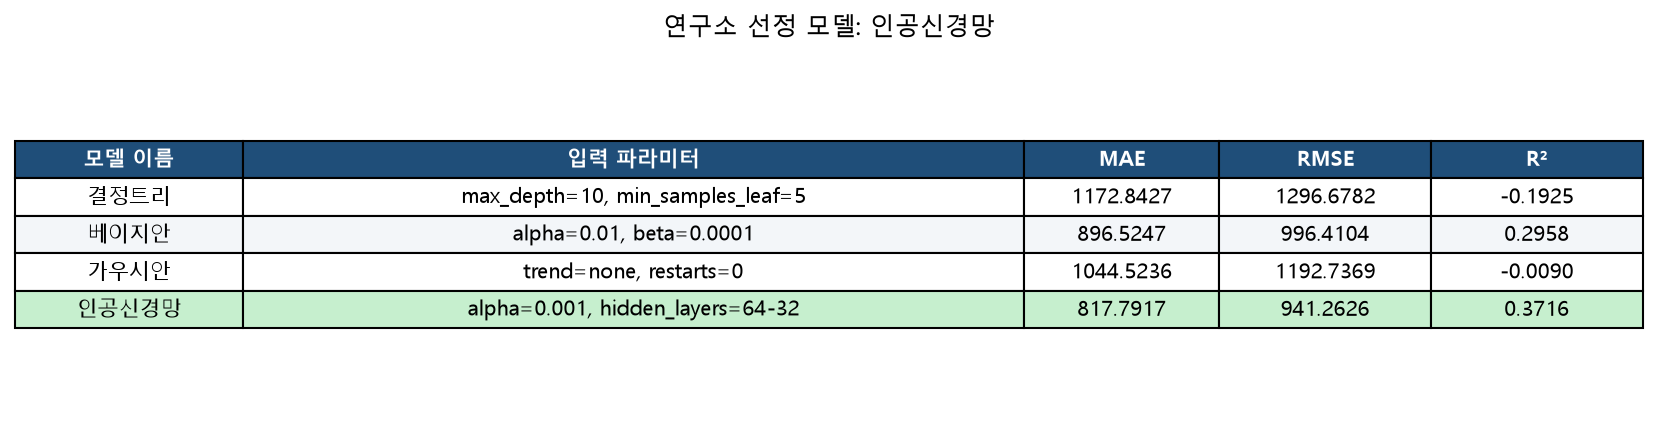 연구소 선정 모델: 인공신경망
모델 이름 입력 파라미터 MAE RMSE R²
결정트리 max_depth=10, min_samples_leaf=5 1172.8427 1296.6782 -0.1925
베이지안 alpha=0.01, beta=0.0001 896.5247 996.4104 0.2958
가우시안 trend=none, restarts=0 1044.5236 1192.7369 -0.0090
인공신경망 alpha=0.001, hidden_layers=64-32 817.7917 941.2626 0.3716